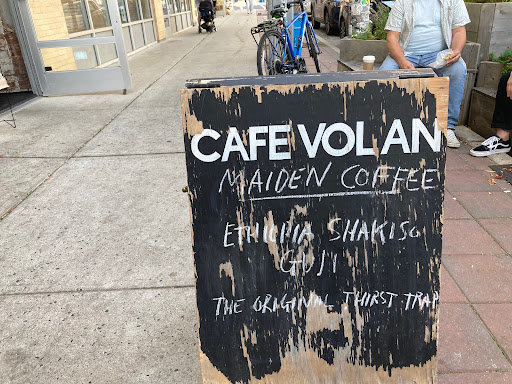 CAFE VOLAN
MAIDEN COFFEE
ETHIOPIA SHAKISO
GUJI
THE ORIGINAL THIRST TRAP